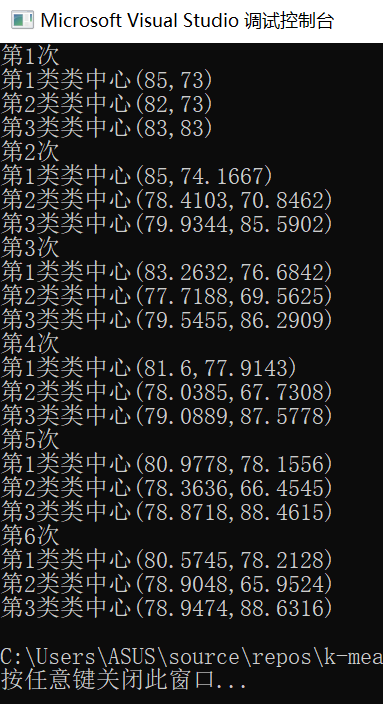 Microsoft Visual Studio 调试控制台
第1次
第1类类中心(85,73)
第2类类中心(82,73)
第3类类中心(83,83)
第2次
第1类类中心(85,74.1667)
第2类类中心(78.4103,70.8462)
第3类类中心(79.9344,85.5902)
第3次
第1类类中心(83.2632,76.6842)
第2类类中心(77.7188,69.5625)
第3类类中心(79.5455,86.2909)
第4次
第1类类中心(81.6,77.9143)
第2类类中心(78.0385,67.7308)
第3类类中心(79.0889,87.5778)
第5次
第1类类中心(80.9778,78.1556)
第2类类中心(78.3636,66.4545)
第3类类中心(78.8718,88.4615)
第6次
第1类类中心(80.5745,78.2128)
第2类类中心(78.9048,65.9524)
第3类类中心(78.9474,88.6316)
C:\Users\ASUS\source\repos\k-mea
按任意键关闭此窗口...